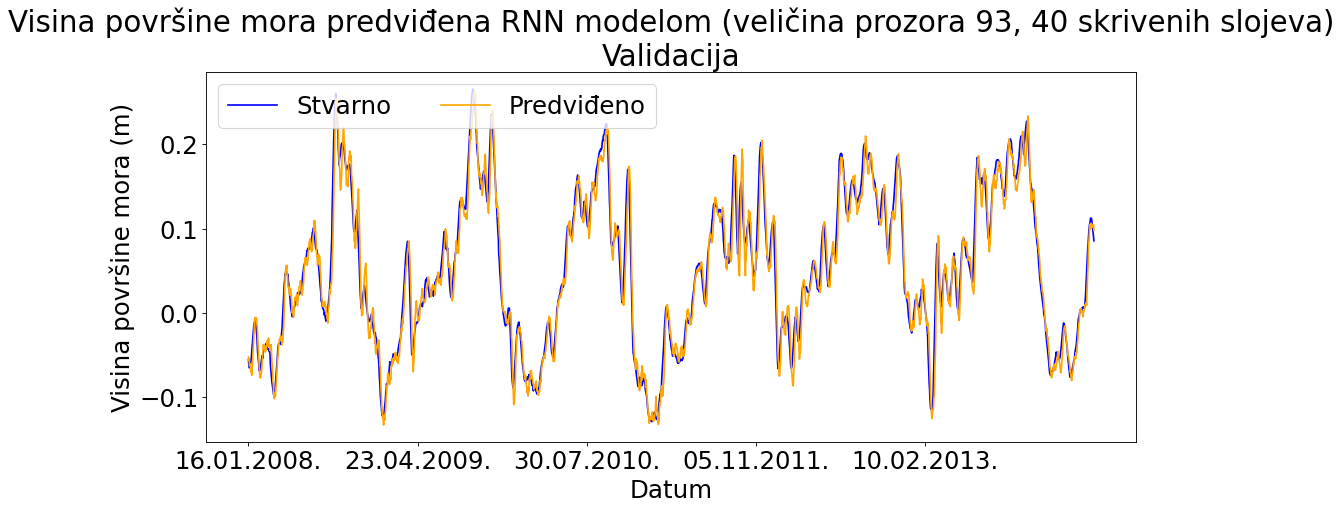 Visina površine mora predviđena RNN modelom (veličina prozora 93, 40 skrivenih slojeva)
Validacija
Stvarno
Predviđeno
Visina površine mora (m)
0.2
0.1
0.0
−0.1
16.01.2008.
23.04.2009.
30.07.2010.
05.11.2011.
10.02.2013.
Datum